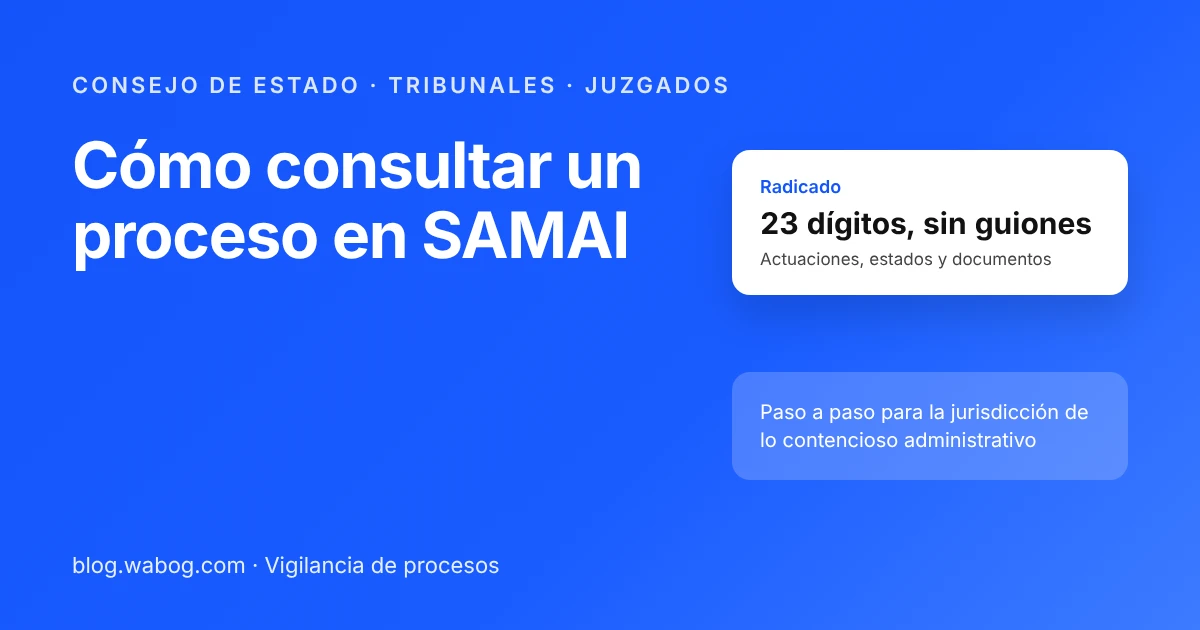 CONSEJO DE ESTADO · TRIBUNALES · JUZGADOS
Cómo consultar un
proceso en SAMAI
Radicado
23 dígitos, sin guiones
Actuaciones, estados y documentos
Paso a paso para la jurisdicción de
lo contencioso administrativo
blog.wabog.com · Vigilancia de procesos